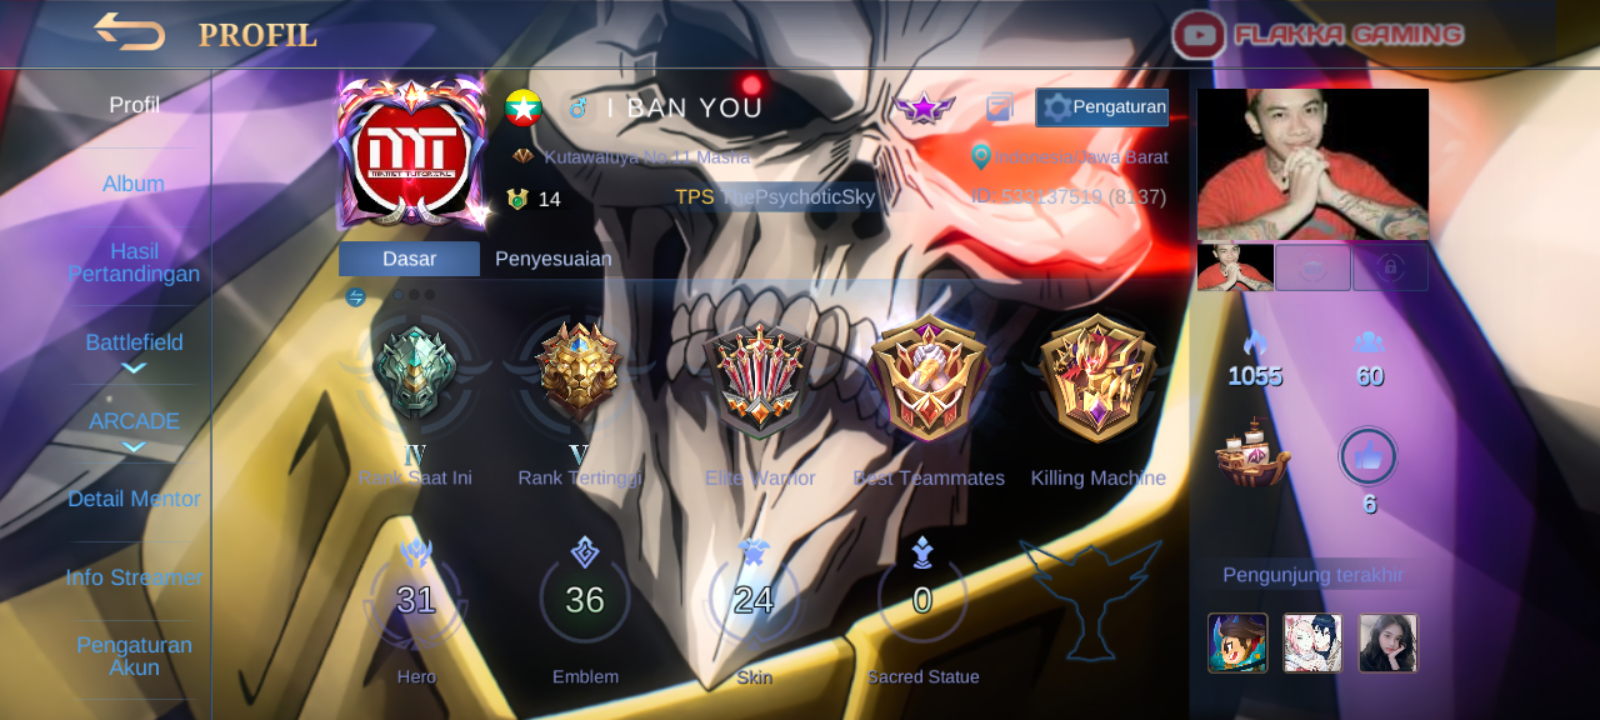 PROFIL
FLAKKA GAMING
Profil
Album
Hasil
Pertandingan
Battlefield
ARCADE
Detail Mentor
Info Streamer
Pengaturan
Akun
MT
I BAN YOU
Pengaturan
Kutawaluya No.11 Masha
Indonesia/Jawa Barat
14
TPS ThePsychoticSky
ID: 533137519 (8137)
Dasar
Penyesuaian
IV
V
Rank Saat Ini
Rank Tertinggi
Elite Warrior
Best Teammates
Killing Machine
31
36
24
0
Hero
Emblem
Skin
Sacred Statue
1055
60
6
Pengunjung terakhir